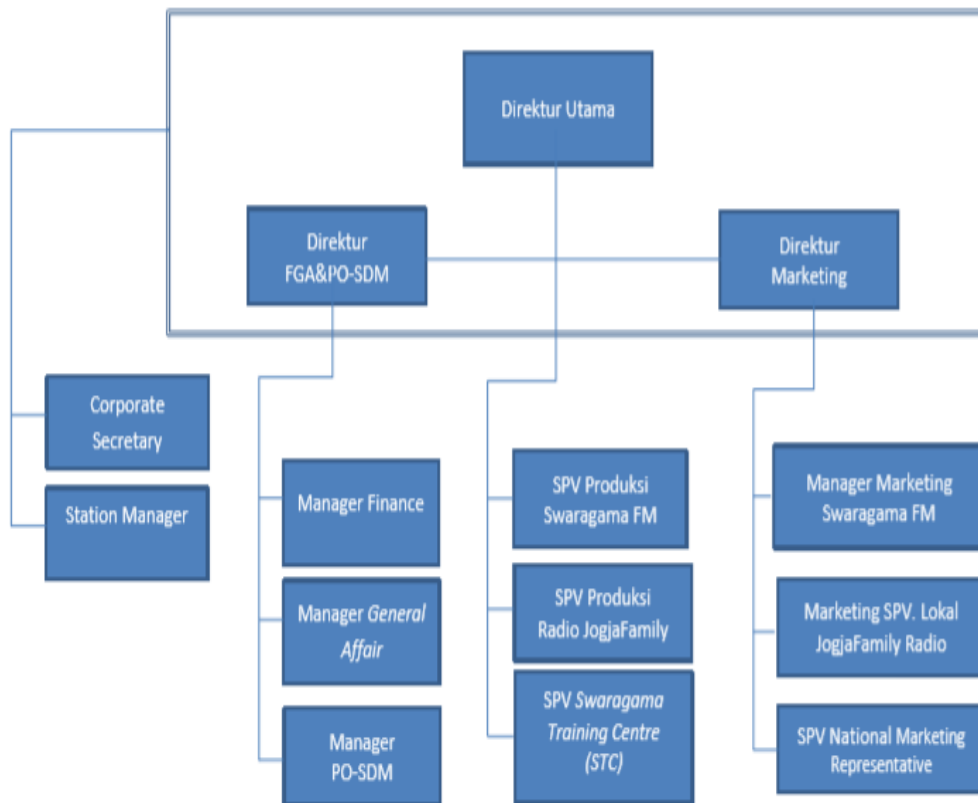 Direktur Utama
Direktur
FGA&PO-SDM
Direktur
Marketing
Corporate
Secretary
Station Manager
Manager Finance
Manager General
Affair
Manager
PO-SDM
SPV Produksi
Swaragama FM
SPV Produksi
Radio JogjaFamily
SPV Swaragama
Training Centre
(STC)
Manager Marketing
Swaragama FM
Marketing SPV. Lokal
JogjaFamily Radio
SPV National Marketing
Representative